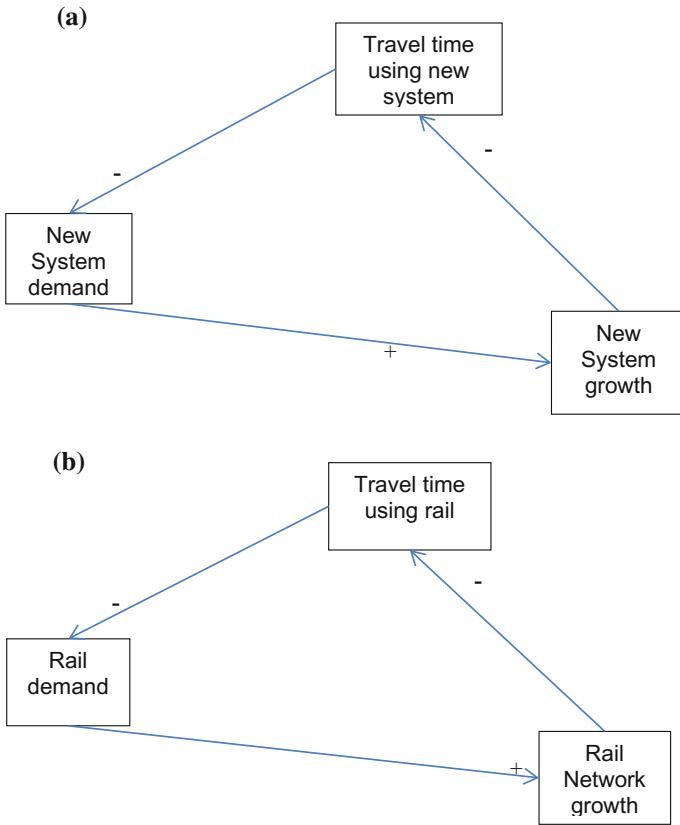 (a)
Travel time
using new
system
-
-
New
System
demand
+
New
System
growth
(b)
Travel time
using rail
-
-
Rail
demand
+
Rail
Network
growth